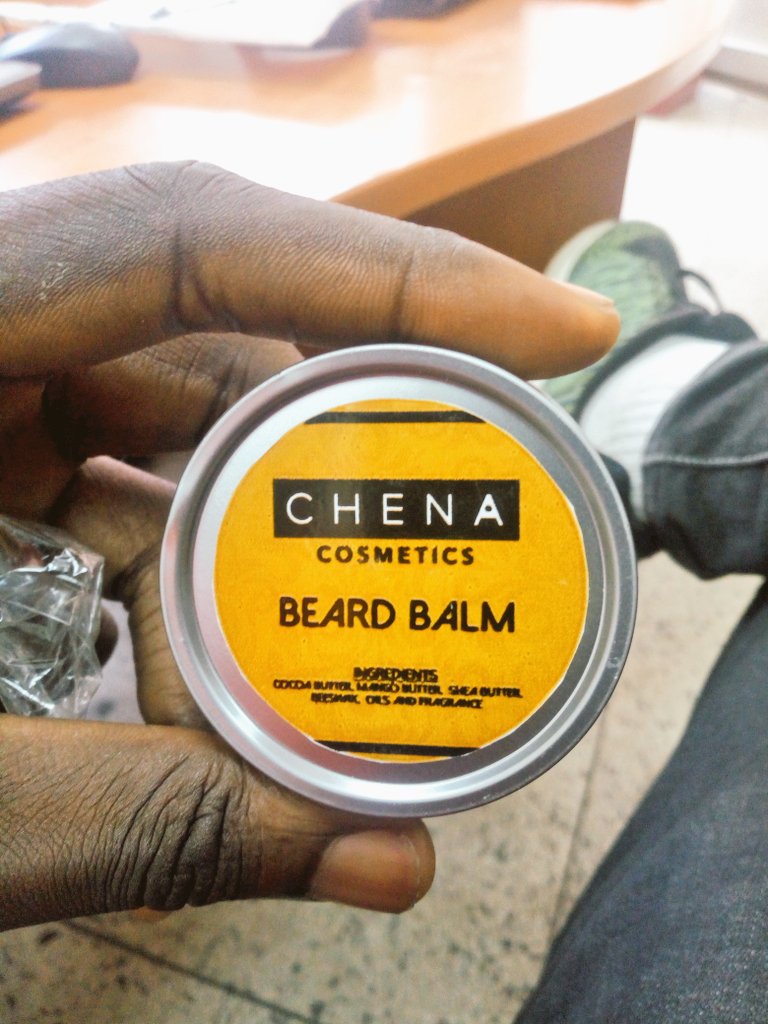 CHENA
COSMETICS
BEARD BALM
INGREDIENTS
COCOA BUTTER, MANGO BUTTER, SHEA BUTTER,
BEESWAX, OILS AND FRAGRANCE